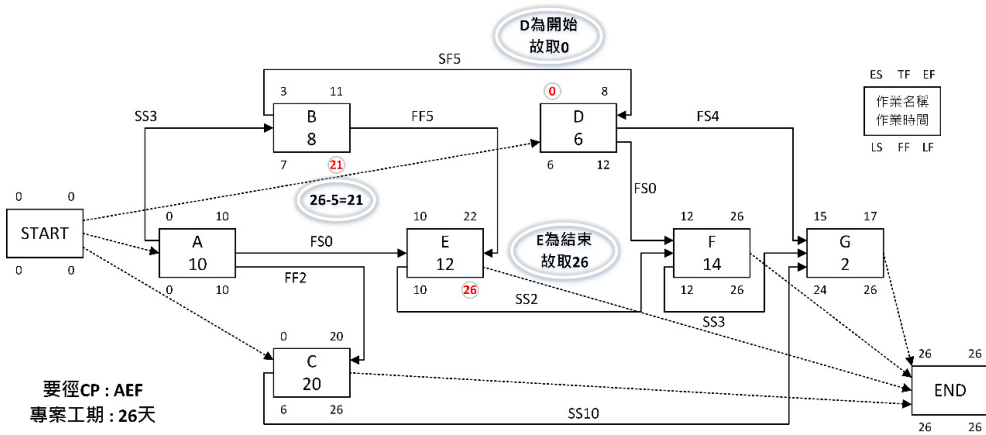 D為開始
故取0
SF5
ES TF EF
作業名稱
作業時間
LS FF LF
3 11
B
8
7 21
SS3
FF5
0 8
D
6
6 12
FS4
26-5=21
FS0
0 0
START
0 0
0 10
A
10
0 10
FS0
FF2
10 22
E
12
10 26
E為結束
故取26
SS2
12 26
F
14
12 26
SS3
15 17
G
2
24 26
0 20
C
20
6 26
SS10
26 26
END
26 26
要徑CP : AEF
專案工期 : 26天